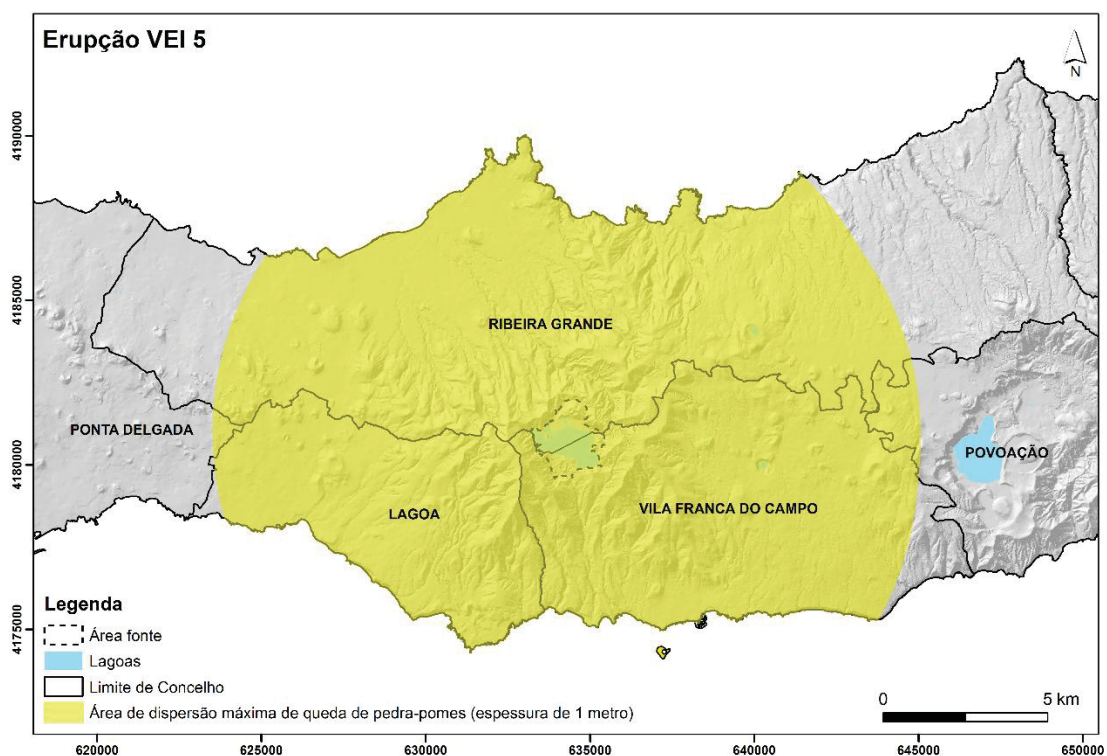 Erupção VEI 5
N
4190000
4185000
4180000
4175000
RIBEIRA GRANDE
PONTA DELGADA
POVOAÇÃO
LAGOA
VILA FRANCA DO CAMPO
Legenda
Área fonte
Lagoas
Limite de Concelho
Área de dispersão máxima de queda de pedra-pomes (espessura de 1 metro)
0 5 km
620000 625000 630000 635000 640000 645000 650000